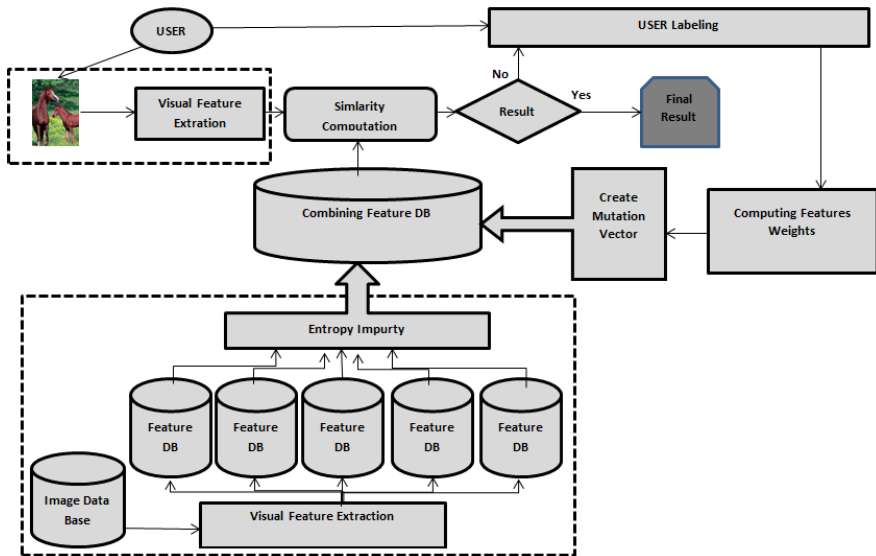 USER
USER Labeling
No
Yes
Visual Feature
Extration
Simlarity
Computation
Result
Final
Result
Combining Feature DB
Create
Mutation
Vector
Computing Features
Weights
Entropy Impurty
Feature
DB
Feature
DB
Feature
DB
Feature
DB
Feature
DB
Image Data
Base
Visual Feature Extraction